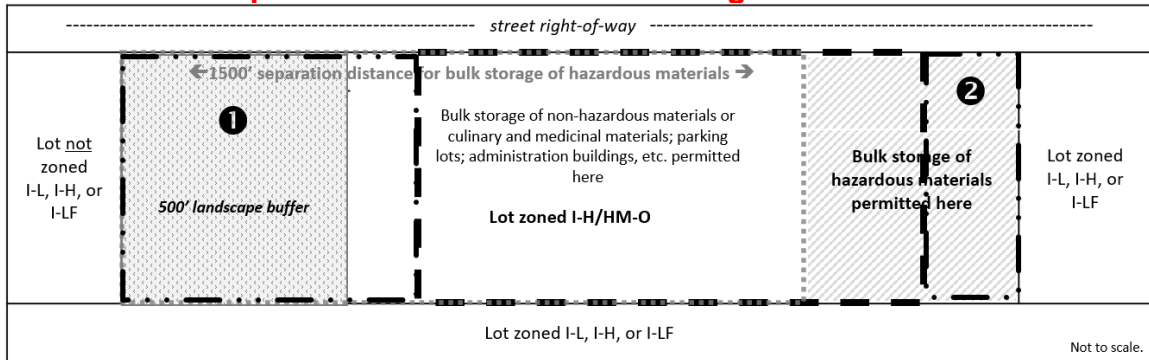 street right-of-way
←1500’ separation distance for bulk storage of hazardous materials →
1
2
Bulk storage of non-hazardous materials or
culinary and medicinal materials; parking
lots; administration buildings, etc. permitted
here
Lot not
zoned
I-L, I-H, or
I-LF
500’ landscape buffer
Lot zoned I-H/HM-O
Bulk storage of
hazardous materials
permitted here
Lot zoned
I-L, I-H, or
I-LF
Lot zoned I-L, I-H, or I-LF
Not to scale.